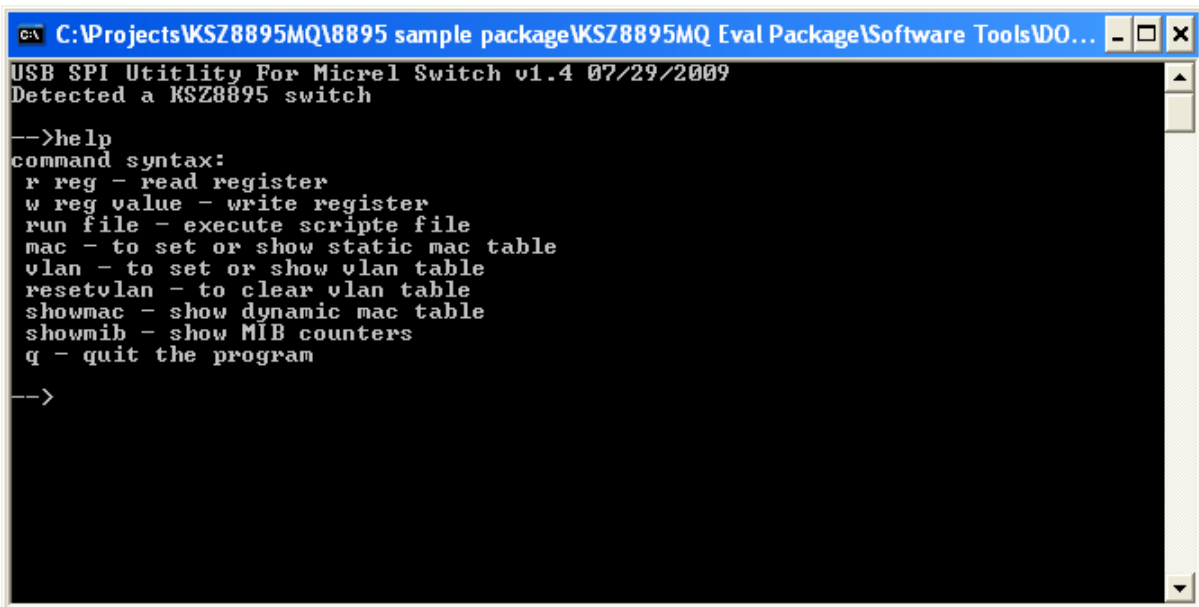 C:\Projects\KSZ8895MQ\8895 sample package\KSZ8895MQ Eval Package\Software Tools\DO...
USB SPI Utitlity For Micrel Switch v1.4 07/29/2009
Detected a KSZ8895 switch
-->help
command syntax:
r reg - read register
w reg value - write register
run file - execute scripte file
mac - to set or show static mac table
vlan - to set or show vlan table
resetvlan - to clear vlan table
showmac - show dynamic mac table
showmib - show MIB counters
q - quit the program
-->